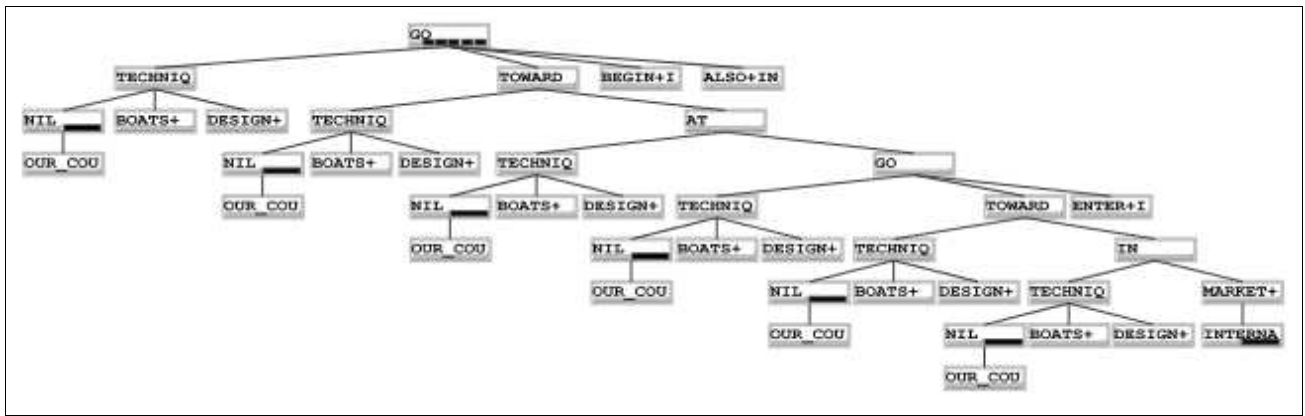 GO
TECHNIQ TOWARD BEGIN+I ALSO+IN
NIL BOATS+ DESIGN+ TECHNIQ AT
OUR_COU NIL BOATS+ DESIGN+ TECHNIQ GO
OUR_COU NIL BOATS+ DESIGN+ TECHNIQ TOWARD ENTER+I
OUR_COU NIL BOATS+ DESIGN+ TECHNIQ IN
OUR_COU NIL BOATS+ DESIGN+ TECHNIQ MARKET+
OUR_COU NIL BOATS+ DESIGN+ INTERNA
OUR_COU